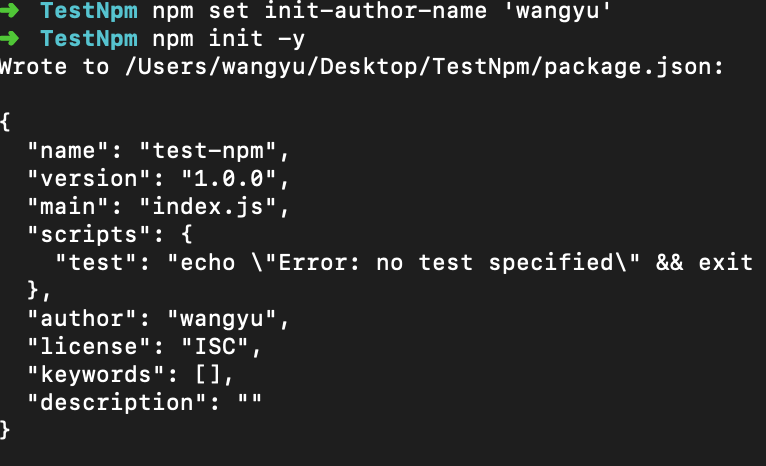 ➜  TestNpm npm set init-author-name 'wangyu'
➜  TestNpm npm init -y
Wrote to /Users/wangyu/Desktop/TestNpm/package.json:
{
  "name": "test-npm",
  "version": "1.0.0",
  "main": "index.js",
  "scripts": {
    "test": "echo \"Error: no test specified\" && exit
  },
  "author": "wangyu",
  "license": "ISC",
  "keywords": [],
  "description": ""
}